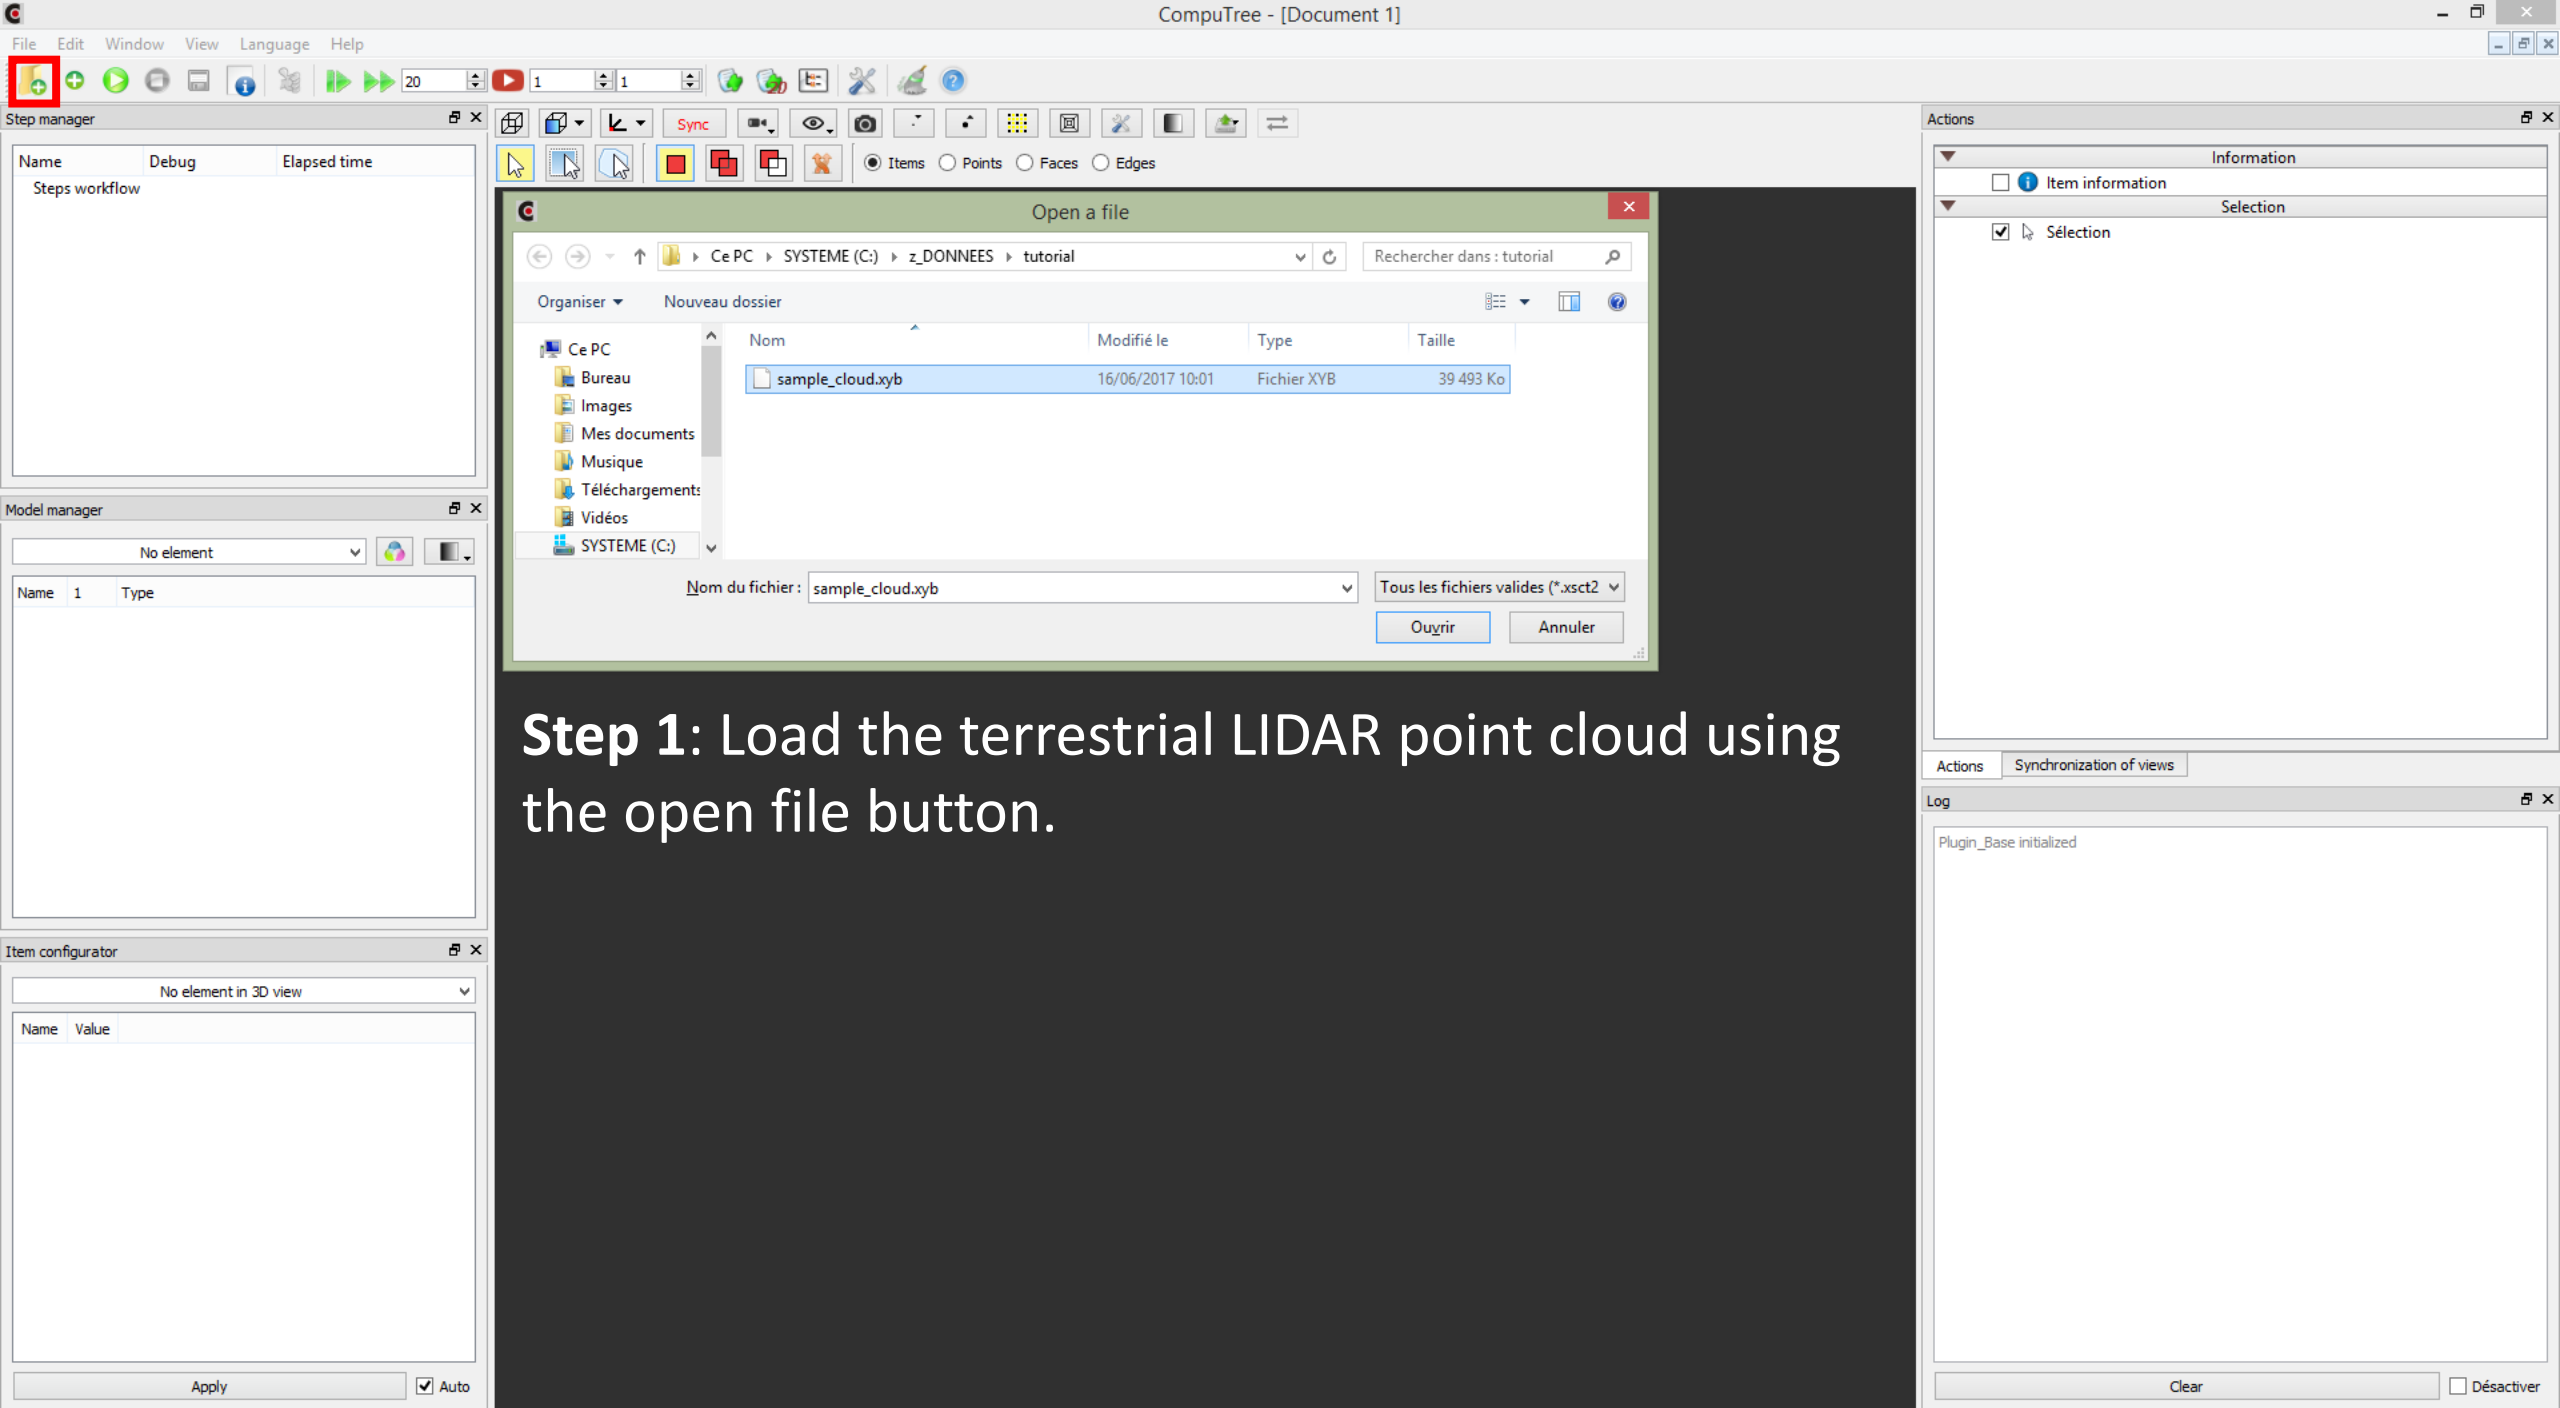 CompuTree - [Document 1]
File Edit Window View Language Help
20 1 1
Step manager
Name Debug Elapsed time
Steps workflow
Sync
Items Points Faces Edges
Open a file
Ce PC SYSTEME (C:) z_DONNEES tutorial
Rechercher dans : tutorial
Organiser Nouveau dossier
Ce PC
Bureau
Images
Mes documents
Musique
Téléchargements
Vidéos
SYSTEME (C:)
Nom Modifié le Type Taille
sample_cloud.xyb 16/06/2017 10:01 Fichier XYB 39 493 Ko
Nom du fichier : sample_cloud.xyb Tous les fichiers valides (*.xsct2
Ouvrir Annuler
Step 1: Load the terrestrial LIDAR point cloud using
the open file button.
Model manager
No element
Name 1 Type
Item configurator
No element in 3D view
Name Value
Apply Auto
Actions
Information
Item information
Selection
Sélection
Actions Synchronization of views
Log
Plugin_Base initialized
Clear Désactiver